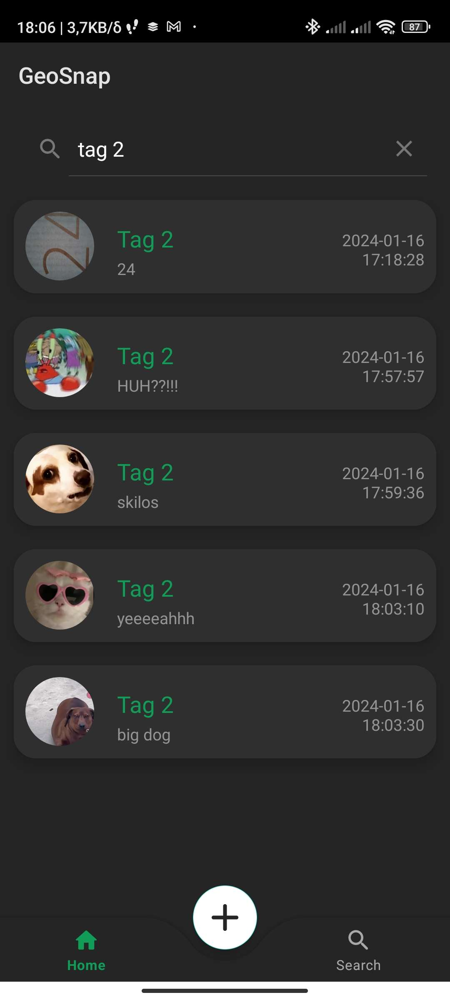 18:06 | 3,7KB/δ
87
GeoSnap
tag 2
24
Tag 2
24
2024-01-16
17:18:28
Tag 2
HUH??!!!
2024-01-16
17:57:57
Tag 2
skilos
2024-01-16
17:59:36
Tag 2
yeeeeahhh
2024-01-16
18:03:10
Tag 2
big dog
2024-01-16
18:03:30
Home
Search